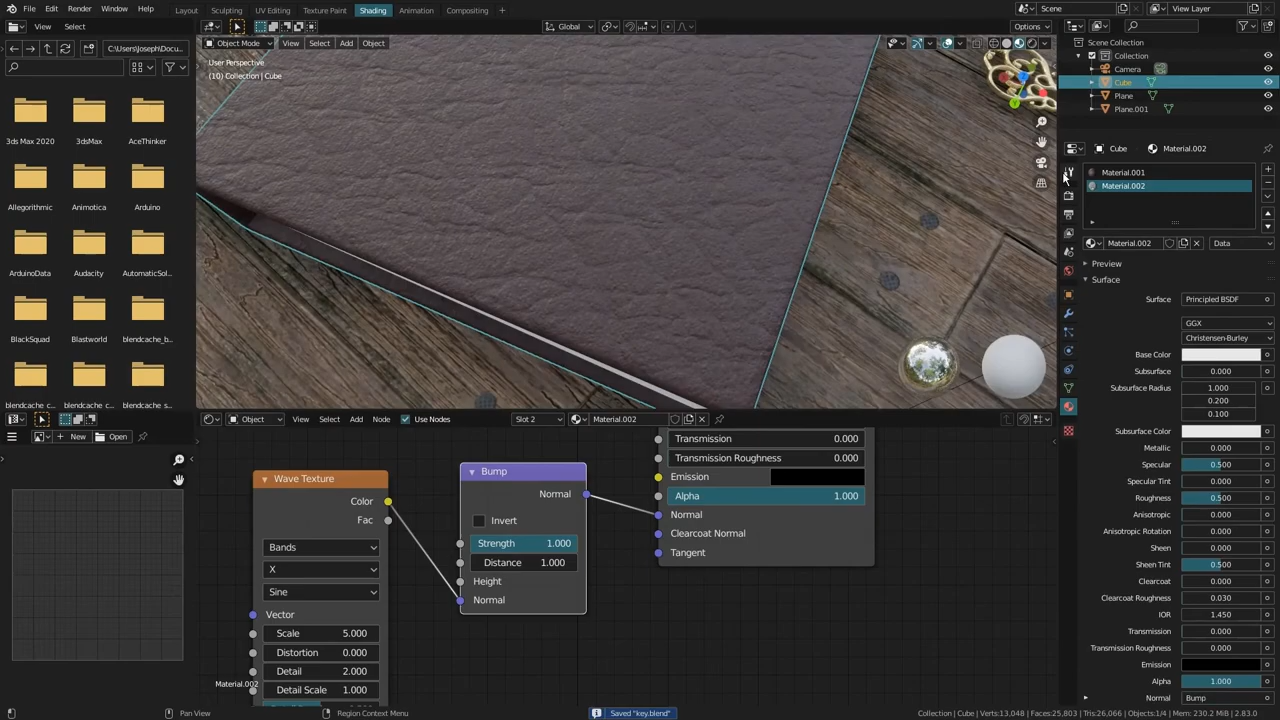 File Edit Render Window Help Layout Sculpting UV Editing Texture Paint Shading Animation Compositing Scene View Layer
View Select Global Options
C:\Users\Joseph\Docu... Object Mode View Select Add Object
User Perspective
(10) Collection | Cube
3ds Max 2020 3dsMax AceThinker
Allegorithmic Animotica Arduino
ArduinoData Audacity AutomaticSol...
BlackSquad Blastworld blendcache_b...
blendcache_c... blendcache_c... blendcache_s...
Scene Collection
Collection
Camera
Cube
Plane
Plane.001
Cube Material.002
Material.001
Material.002
Material.002 Data
Preview
Surface
Surface Principled BSDF
GGX
Christensen-Burley
Base Color
Subsurface 0.000
Subsurface Radius 1.000
0.200
0.100
Subsurface Color
Metallic 0.000
Specular 0.500
Specular Tint 0.000
Roughness 0.500
Anisotropic 0.000
Anisotropic Rotation 0.000
Sheen 0.000
Sheen Tint 0.500
Clearcoat 0.000
Clearcoat Roughness 0.030
IOR 1.450
Transmission 0.000
Transmission Roughness 0.000
Emission
Alpha 1.000
Normal Bump
New Open
Object View Select Add Node Use Nodes Slot 2 Material.002
Wave Texture
Color
Fac
Bands
X
Sine
Vector
Scale 5.000
Distortion 0.000
Detail 2.000
Detail Scale 1.000
Material.002
Bump
Normal
Invert
Strength 1.000
Distance 1.000
Height
Normal
Transmission 0.000
Transmission Roughness 0.000
Emission
Alpha 1.000
Normal
Clearcoat Normal
Tangent
Select Pan View Region Context Menu Saved "key.blend" Collection | Cube | Verts:13,048 | Faces:25,803 | Tris:26,066 | Objects:1/4 | Mem: 230.2 MiB | 2.83.0